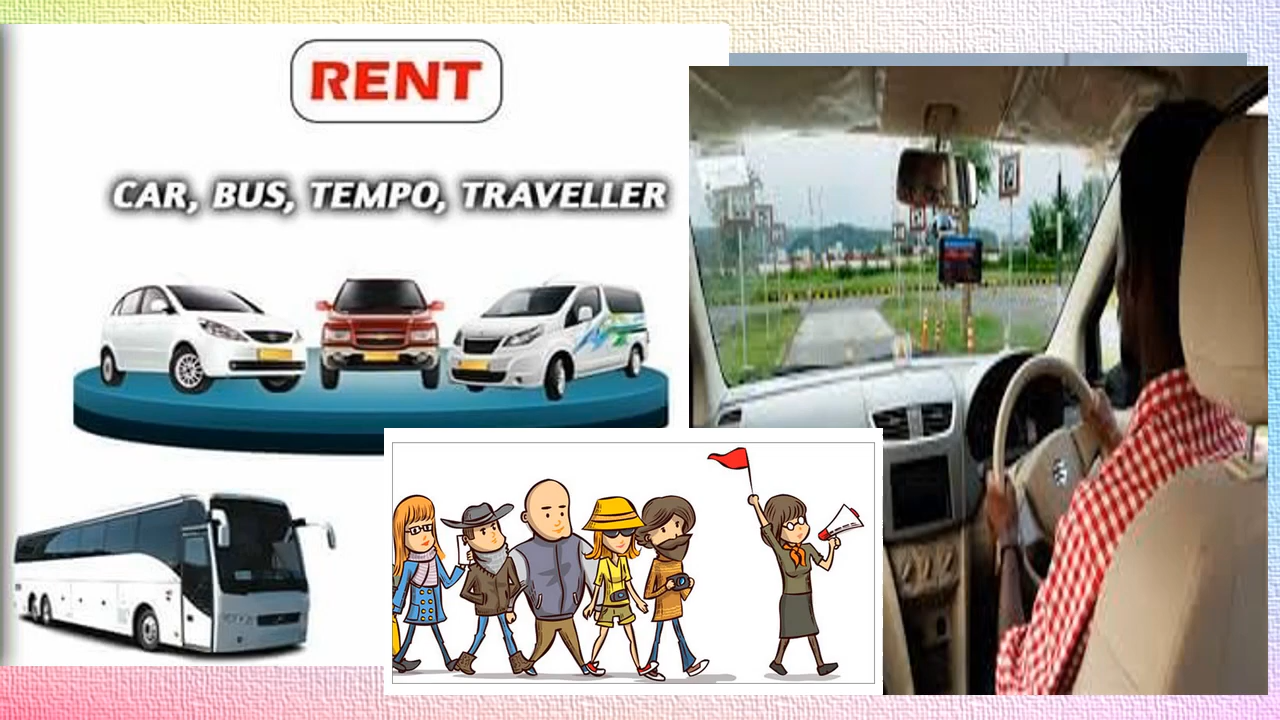 RENT
CAR, BUS, TEMPO, TRAVELLER